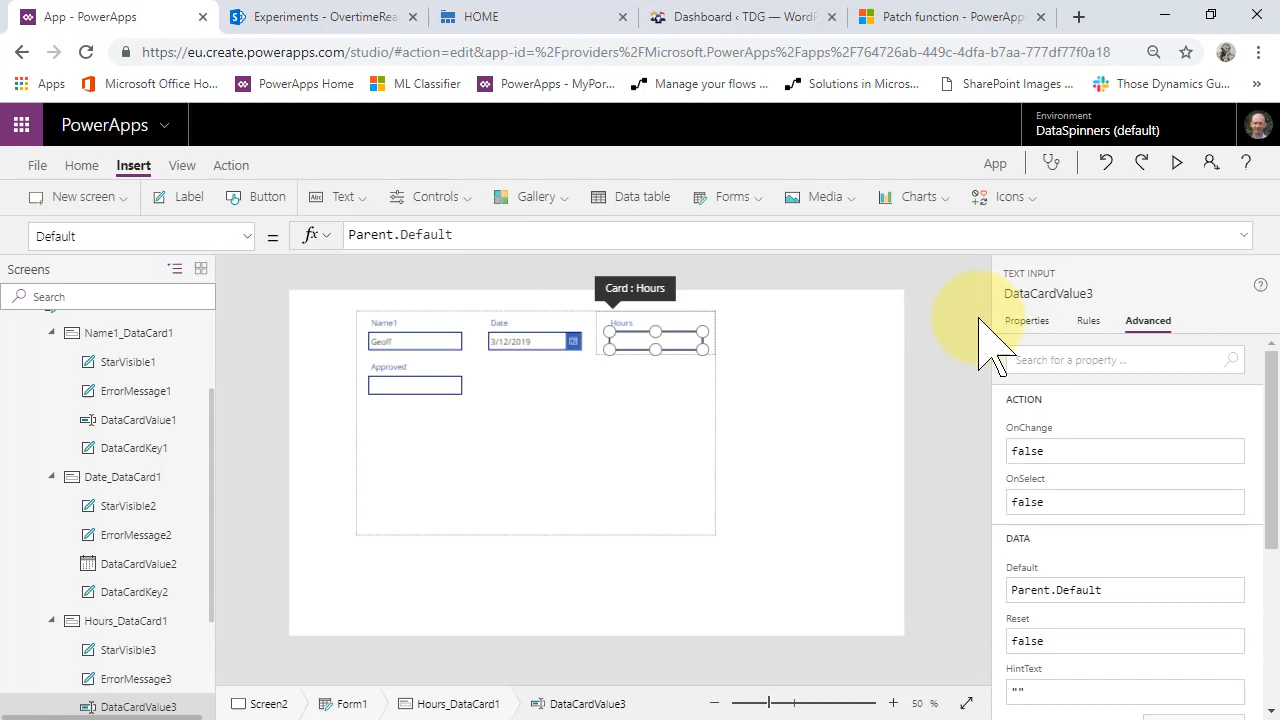 App - PowerApps
Experiments - OvertimeRea
HOME
Dashboard ‹ TDG — WordP
Patch function - PowerApps
https://eu.create.powerapps.com/studio/#action=edit&app-id=%2Fproviders%2FMicrosoft.PowerApps%2Fapps%2F764726ab-449c-4dfa-b7aa-777df77f0a18
Apps
Microsoft Office Ho...
PowerApps Home
ML Classifier
PowerApps - MyPor...
Manage your flows ...
Solutions in Microso...
SharePoint Images ...
Those Dynamics Gu...
»
PowerApps
Environment
DataSpinners (default)
File
Home
Insert
View
Action
App
?
New screen
Label
Button
Abc
Text
Controls
Gallery
Data table
Forms
Media
Charts
Icons
Default
=
fx
Parent.Default
Screens
Search
Name1_DataCard1
StarVisible1
ErrorMessage1
DataCardValue1
DataCardKey1
Date_DataCard1
StarVisible2
ErrorMessage2
DataCardValue2
DataCardKey2
Hours_DataCard1
StarVisible3
ErrorMessage3
DataCardValue3
Card : Hours
Name1
Date
Hours
Geoff
3/12/2019
Approved
TEXT INPUT
DataCardValue3
Properties
Rules
Advanced
Search for a property ...
ACTION
OnChange
false
OnSelect
false
DATA
Default
Parent.Default
Reset
false
HintText
""
Screen2
Form1
Hours_DataCard1
DataCardValue3
50 %